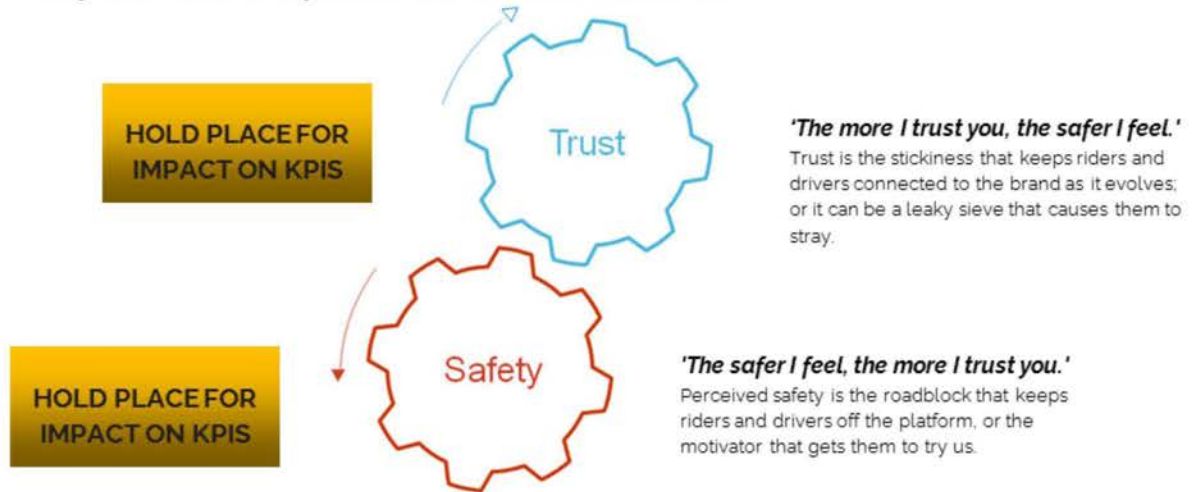 HOLD PLACE FOR
IMPACT ON KPIS
Trust
'The more I trust you, the safer I feel.'
Trust is the stickiness that keeps riders and
drivers connected to the brand as it evolves;
or it can be a leaky sieve that causes them to
stray.
HOLD PLACE FOR
IMPACT ON KPIS
Safety
'The safer I feel, the more I trust you.'
Perceived safety is the roadblock that keeps
riders and drivers off the platform, or the
motivator that gets them to try us.